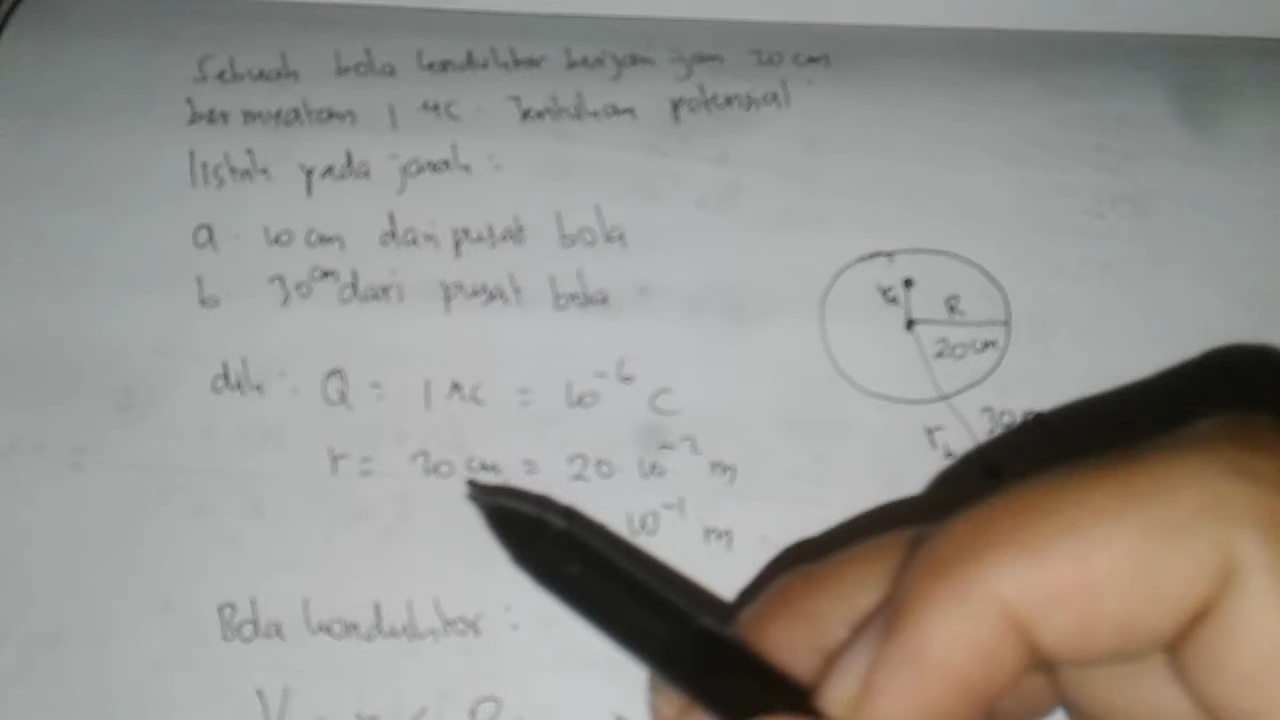 Sebuah bola konduktor berjari-jari 20 cm
bermuatan 1 μC. Tentukan potensial
listrik pada jarak :
a. 10 cm dari pusat bola
b. 30 cm dari pusat bola
r₁ R
20 cm
r₂
dik : Q = 1 μC = 10⁻⁶ C
r = 20 cm = 20 10⁻² m
10⁻¹ m
Bola konduktor :